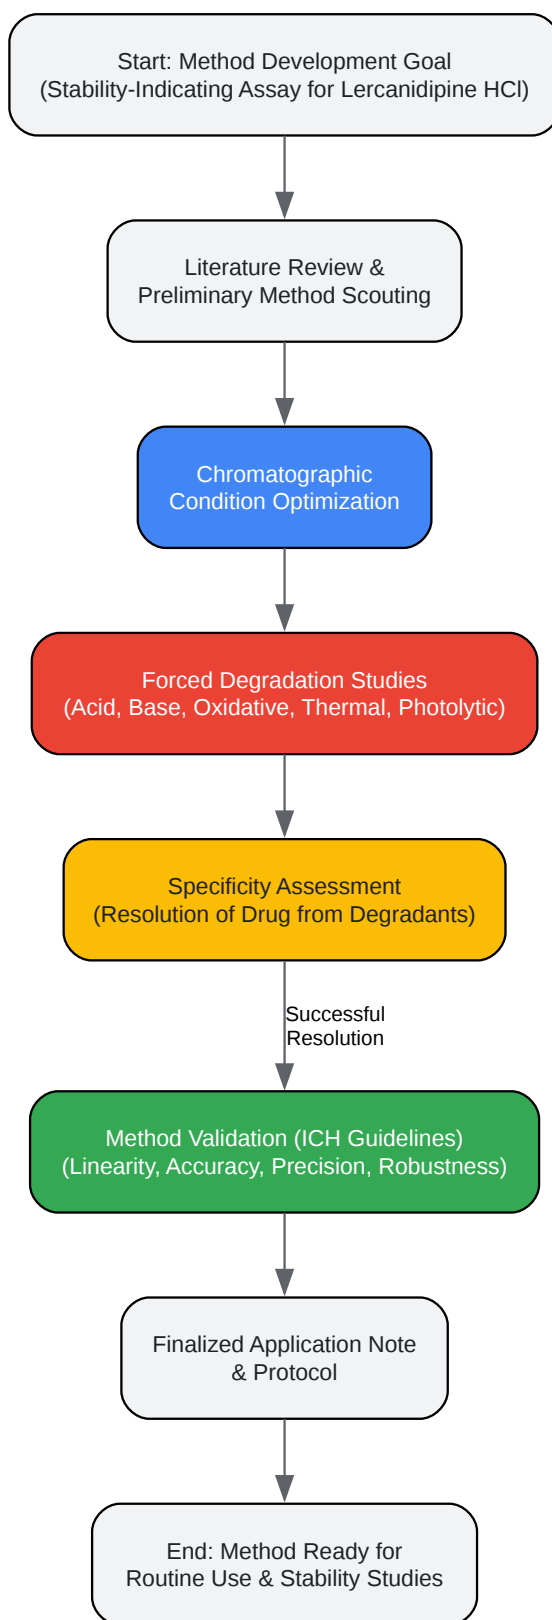 Start: Method Development Goal
(Stability-Indicating Assay for Lercanidipine HCl)
Literature Review &
Preliminary Method Scouting
Chromatographic
Condition Optimization
Forced Degradation Studies
(Acid, Base, Oxidative, Thermal, Photolytic)
Specificity Assessment
(Resolution of Drug from Degradants)
Successful
Resolution
Method Validation (ICH Guidelines)
(Linearity, Accuracy, Precision, Robustness)
Finalized Application Note
& Protocol
End: Method Ready for
Routine Use & Stability Studies